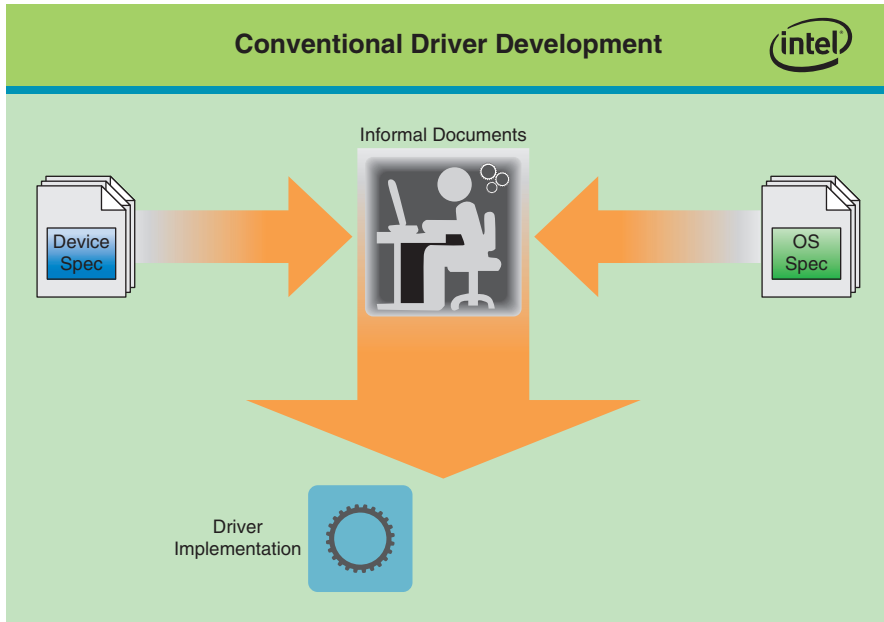 Conventional Driver Development
intel
Informal Documents
Device
Spec
OS
Spec
Driver
Implementation